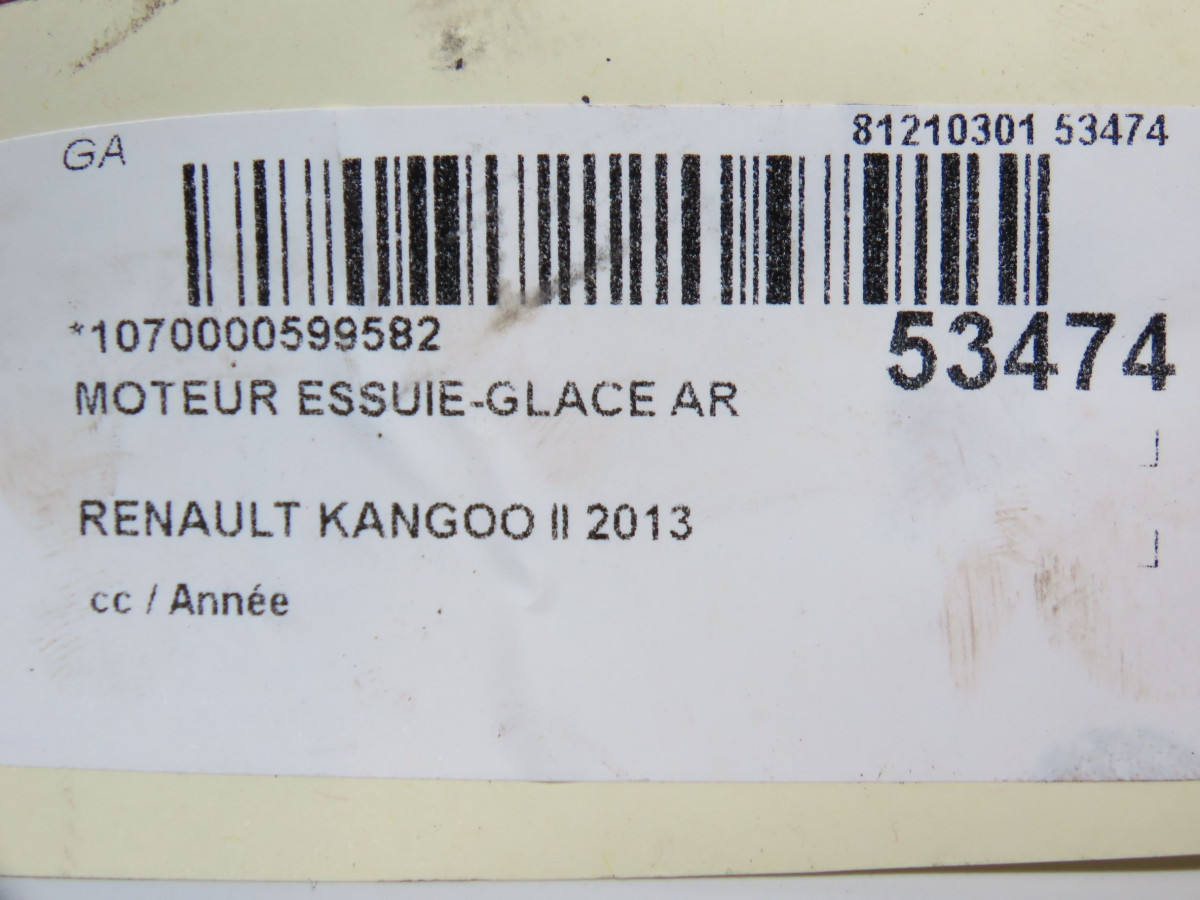 GA
81210301 53474
*1070000599582
53474
MOTEUR ESSUIE-GLACE AR
RENAULT KANGOO II 2013
cc / Année